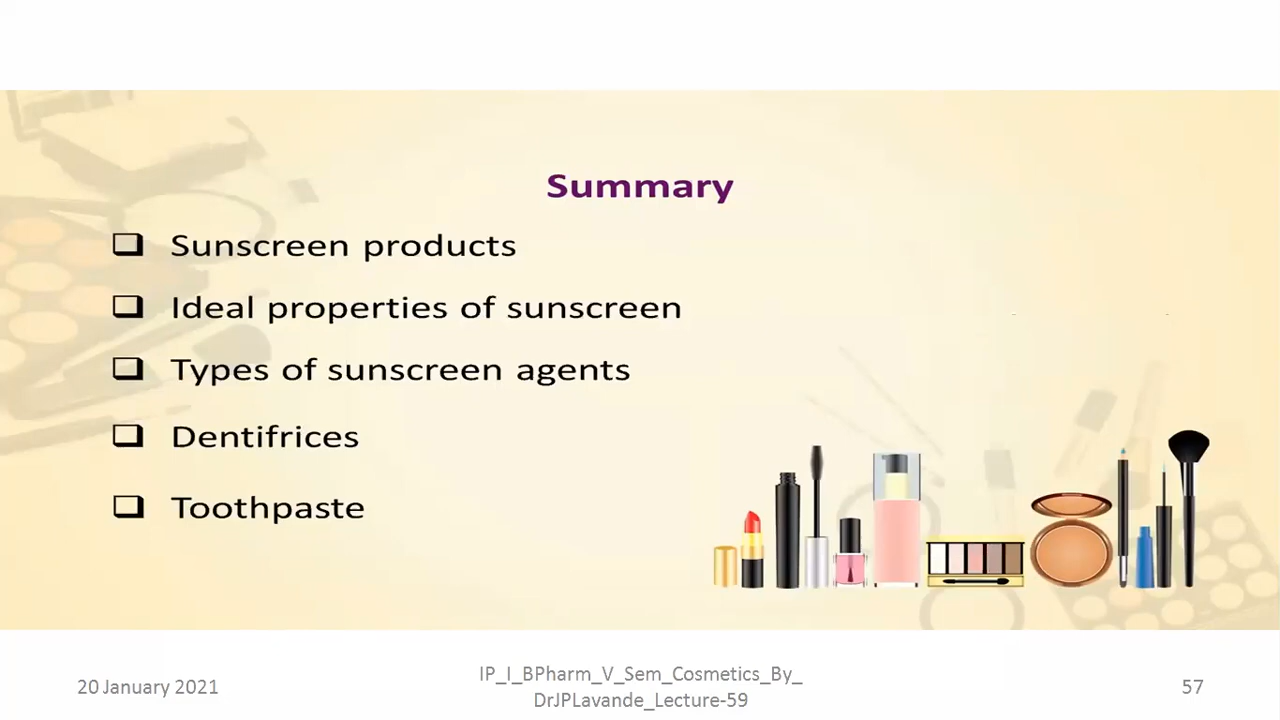 Summary
❑ Sunscreen products
❑ Ideal properties of sunscreen
❑ Types of sunscreen agents
❑ Dentifrices
❑ Toothpaste
20 January 2021
IP_I_BPharm_V_Sem_Cosmetics_By_
DrJPLavande_Lecture-59
57